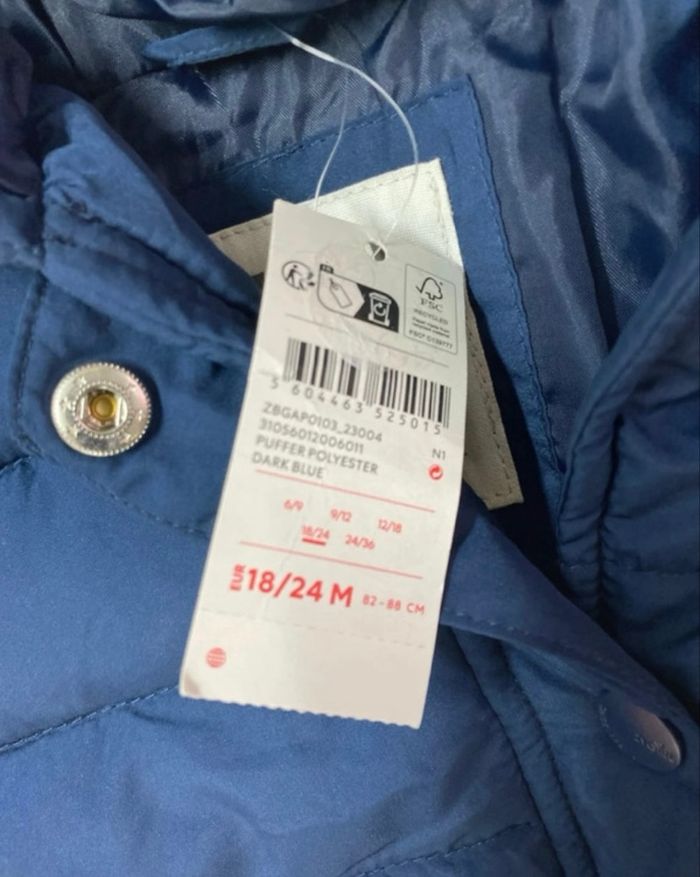 FSC
RECYCLED
5 604463 525015
ZBGAP0103_23004
31056012006011 N1
PUFFER POLYESTER
DARK BLUE
6/9 9/12 12/18
18/24 24/36
EUR 18/24 M 82-88 CM